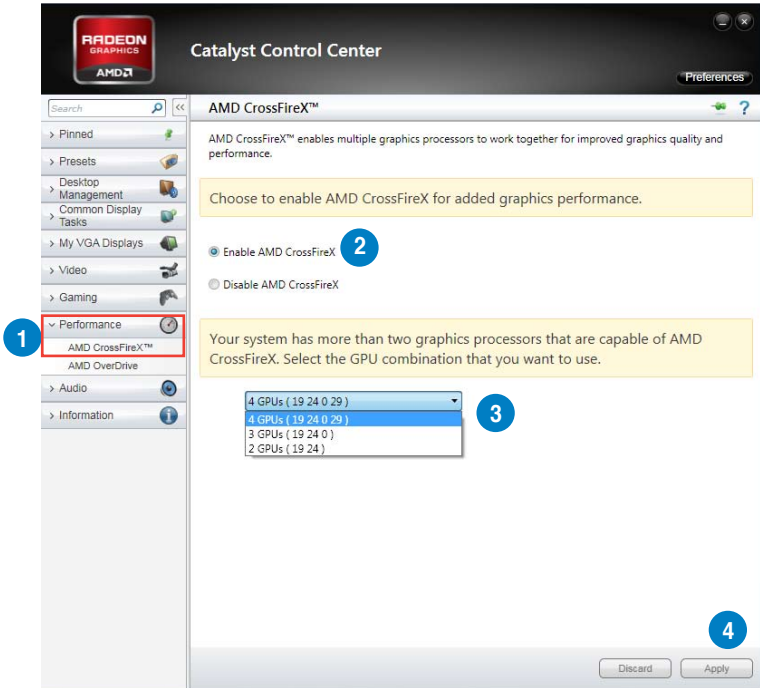 RADEON
GRAPHICS
AMD
Catalyst Control Center
Preferences
Search
<<
AMD CrossFireX™
?
> Pinned
> Presets
> Desktop
Management
> Common Display
Tasks
> My VGA Displays
> Video
> Gaming
1
Performance
AMD CrossFireX™
AMD OverDrive
> Audio
> Information
AMD CrossFireX™ enables multiple graphics processors to work together for improved graphics quality and
performance.
Choose to enable AMD CrossFireX for added graphics performance.
Enable AMD CrossFireX 2
Disable AMD CrossFireX
Your system has more than two graphics processors that are capable of AMD
CrossFireX. Select the GPU combination that you want to use.
4 GPUs ( 19 24 0 29 )
3
4 GPUs ( 19 24 0 29 )
3 GPUs ( 19 24 0 )
2 GPUs ( 19 24 )
4
Discard Apply